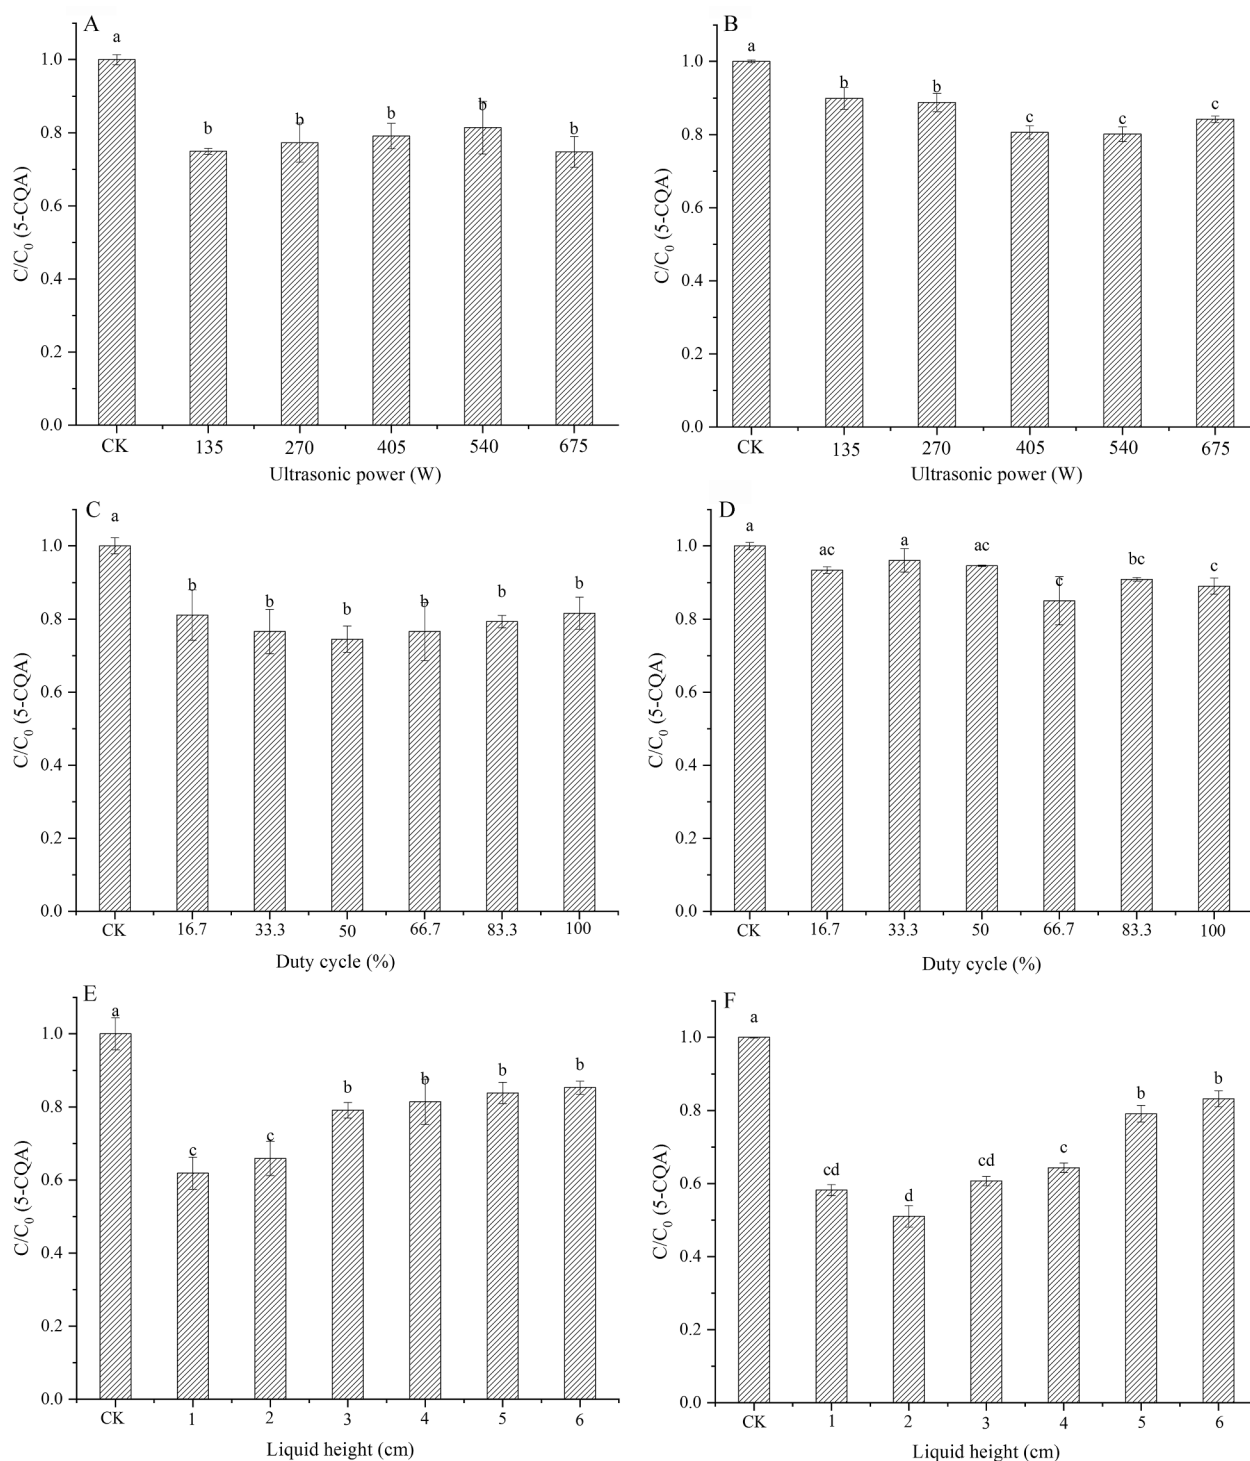 A
a
b
b
b
b
b
1.0
0.8
0.6
0.4
0.2
0.0
C/C0 (5-CQA)
CK 135 270 405 540 675
Ultrasonic power (W)
B
a
b
b
c
c
c
1.0
0.8
0.6
0.4
0.2
0.0
C/C0 (5-CQA)
CK 135 270 405 540 675
Ultrasonic power (W)
C
a
b
b
b
b
b
b
1.0
0.8
0.6
0.4
0.2
0.0
C/C0 (5-CQA)
CK 16.7 33.3 50 66.7 83.3 100
Duty cycle (%)
D
a
ac
a
ac
c
bc
c
1.0
0.8
0.6
0.4
0.2
0.0
C/C0 (5-CQA)
CK 16.7 33.3 50 66.7 83.3 100
Duty cycle (%)
E
a
c
c
b
b
b
b
1.0
0.8
0.6
0.4
0.2
0.0
C/C0 (5-CQA)
CK 1 2 3 4 5 6
Liquid height (cm)
F
a
cd
d
cd
c
b
b
1.0
0.8
0.6
0.4
0.2
0.0
C/C0 (5-CQA)
CK 1 2 3 4 5 6
Liquid height (cm)